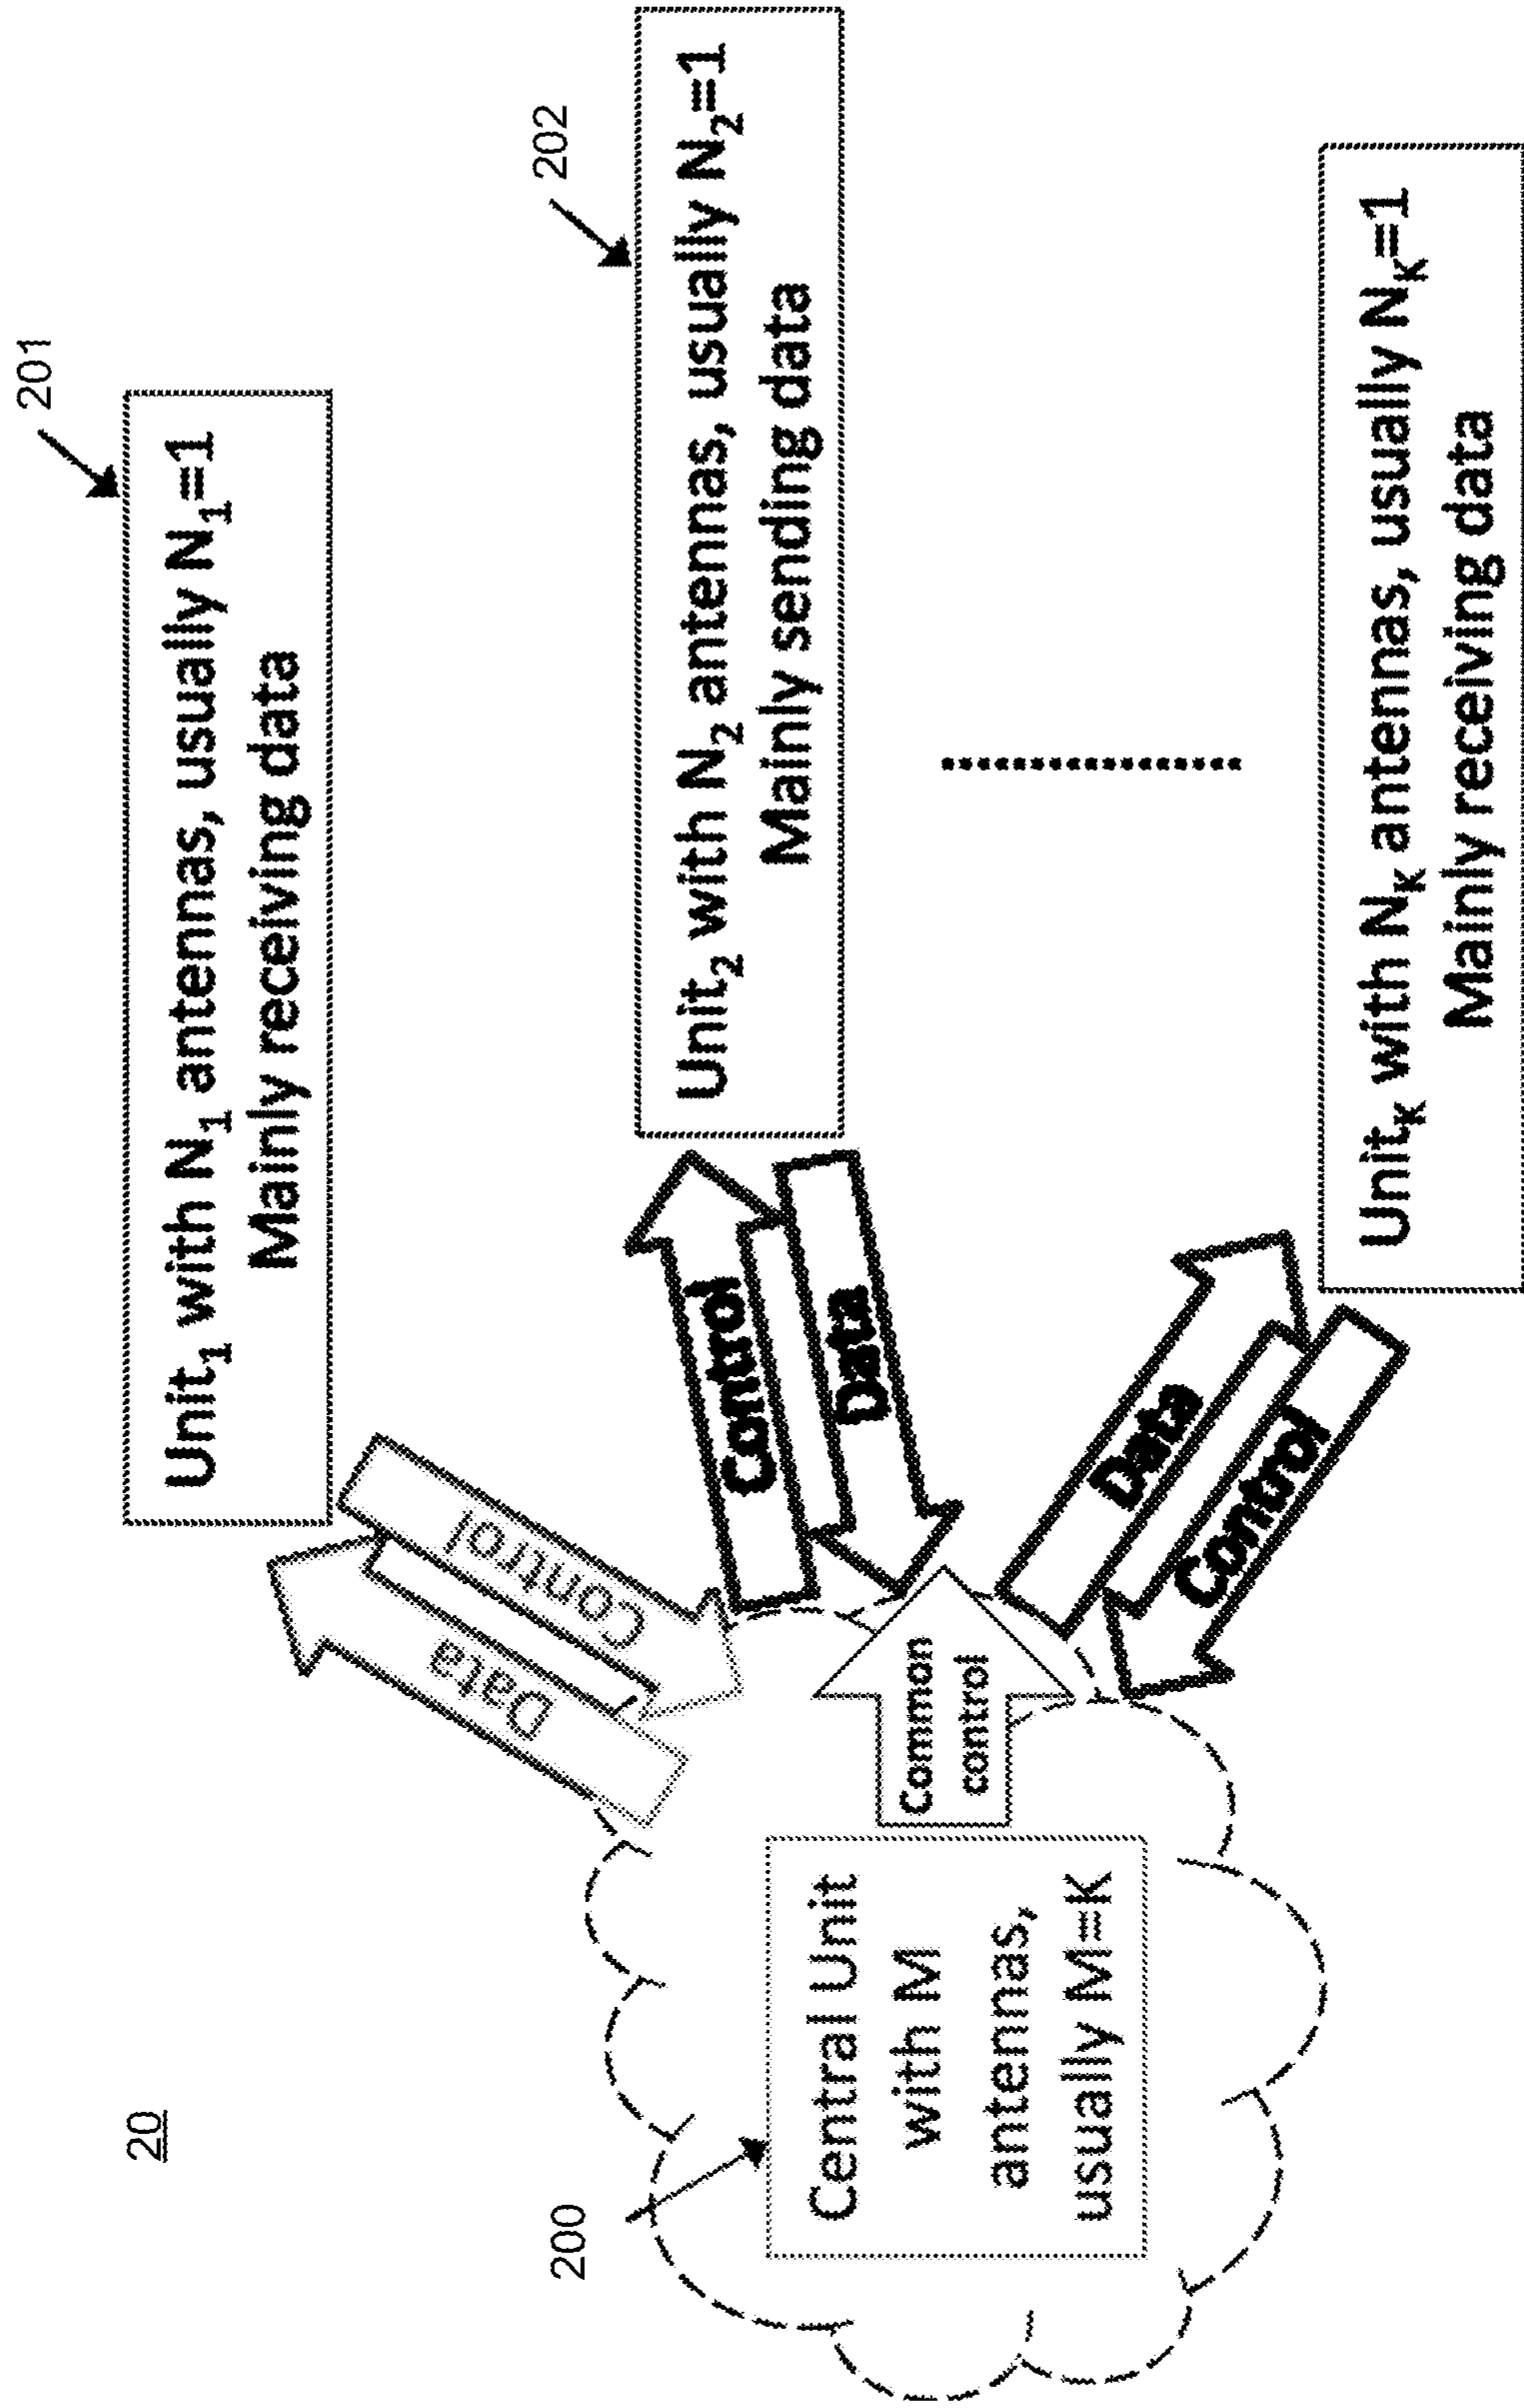 20
201
Unit₁ with N₁ antennas, usually N₁=1
Mainly receiving data
202
Unit₂ with N₂ antennas, usually N₂=1
Mainly sending data
Unitₖ with Nₖ antennas, usually Nₖ=1
Mainly receiving data
Data
Control
Control
Data
Data
Control
Common
control
200
Central Unit
with M
antennas,
usually M=K